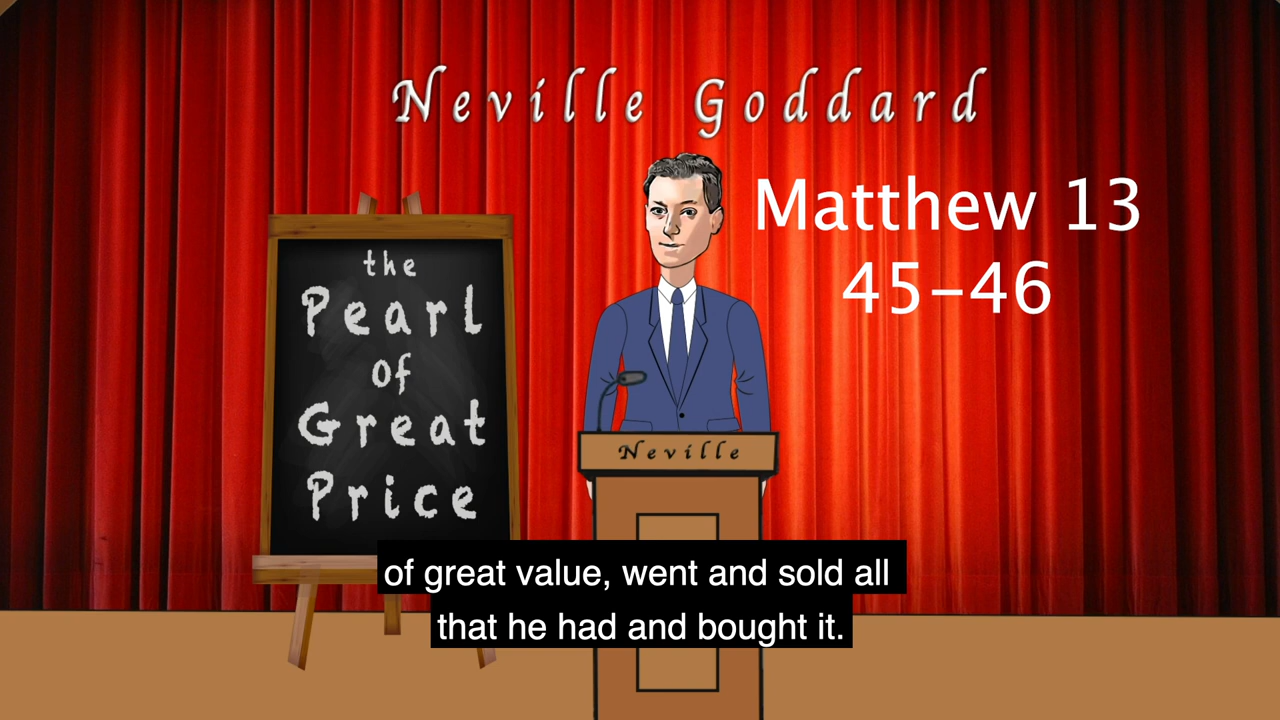 Neville Goddard
Matthew 13
45-46
the
Pearl
of
Great
Price
Neville
of great value, went and sold all
that he had and bought it.